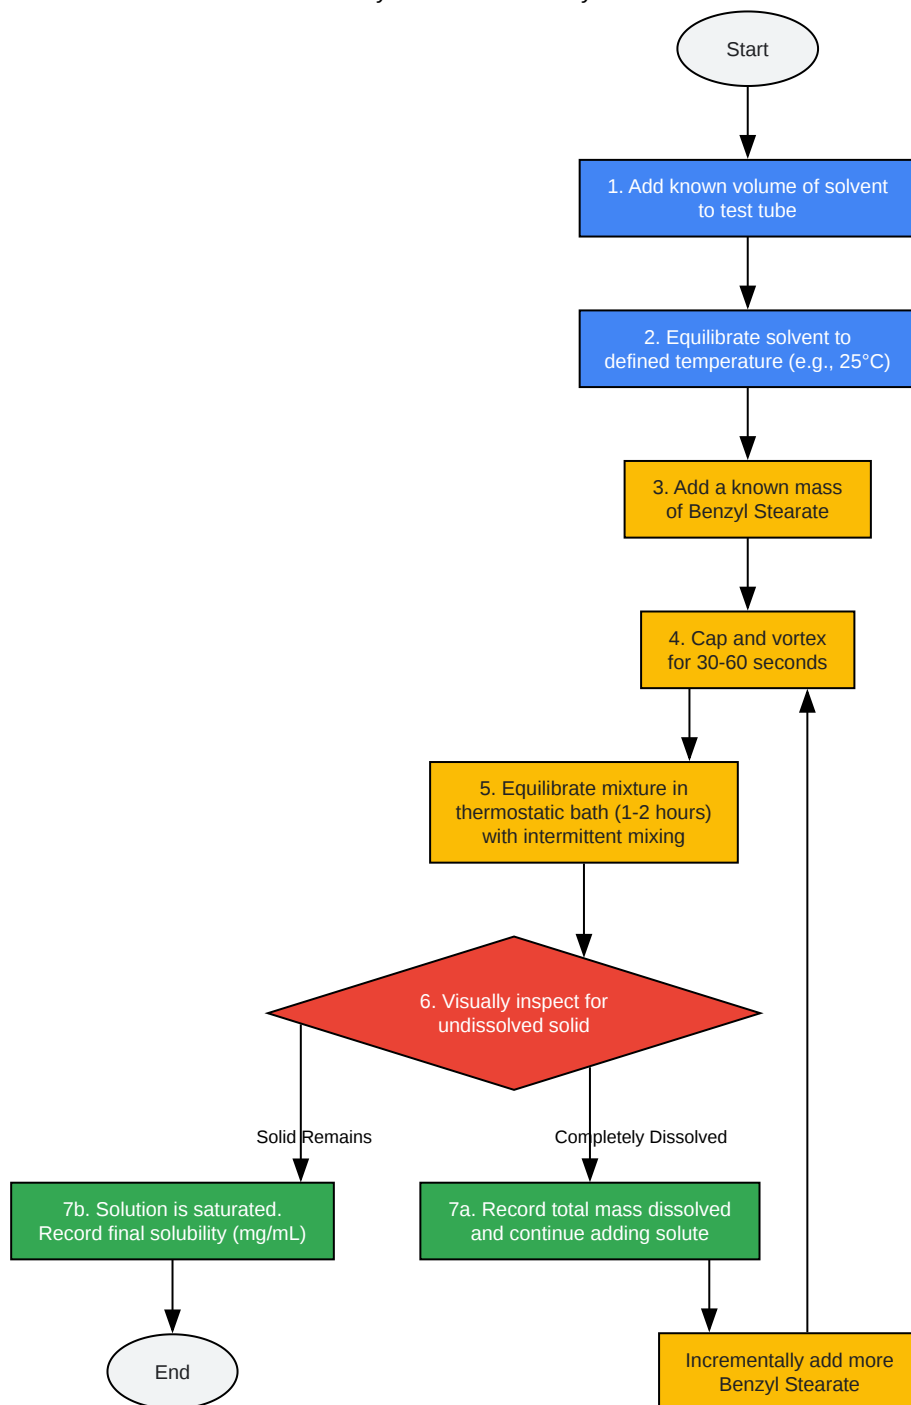 Start
1. Add known volume of solvent
to test tube
2. Equilibrate solvent to
defined temperature (e.g., 25°C)
3. Add a known mass
of Benzyl Stearate
4. Cap and vortex
for 30-60 seconds
5. Equilibrate mixture in
thermostatic bath (1-2 hours)
with intermittent mixing
6. Visually inspect for
undissolved solid
Solid Remains
Completely Dissolved
7b. Solution is saturated.
Record final solubility (mg/mL)
7a. Record total mass dissolved
and continue adding solute
End
Incrementally add more
Benzyl Stearate